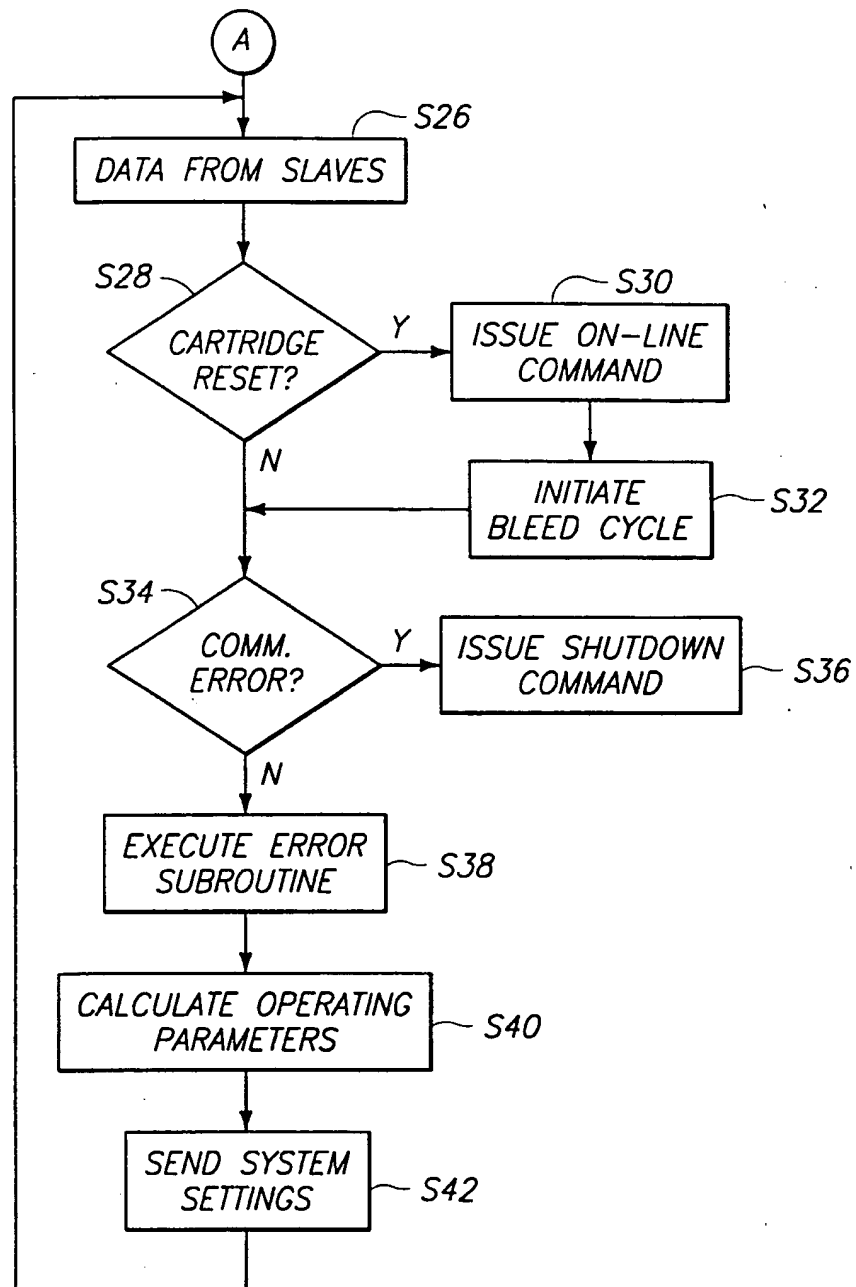 A
S26
DATA FROM SLAVES
S28
CARTRIDGE
RESET?
Y
S30
ISSUE ON-LINE
COMMAND
N
INITIATE
BLEED CYCLE
S32
S34
COMM.
ERROR?
Y
ISSUE SHUTDOWN
COMMAND
S36
N
EXECUTE ERROR
SUBROUTINE
S38
CALCULATE OPERATING
PARAMETERS
S40
SEND SYSTEM
SETTINGS
S42